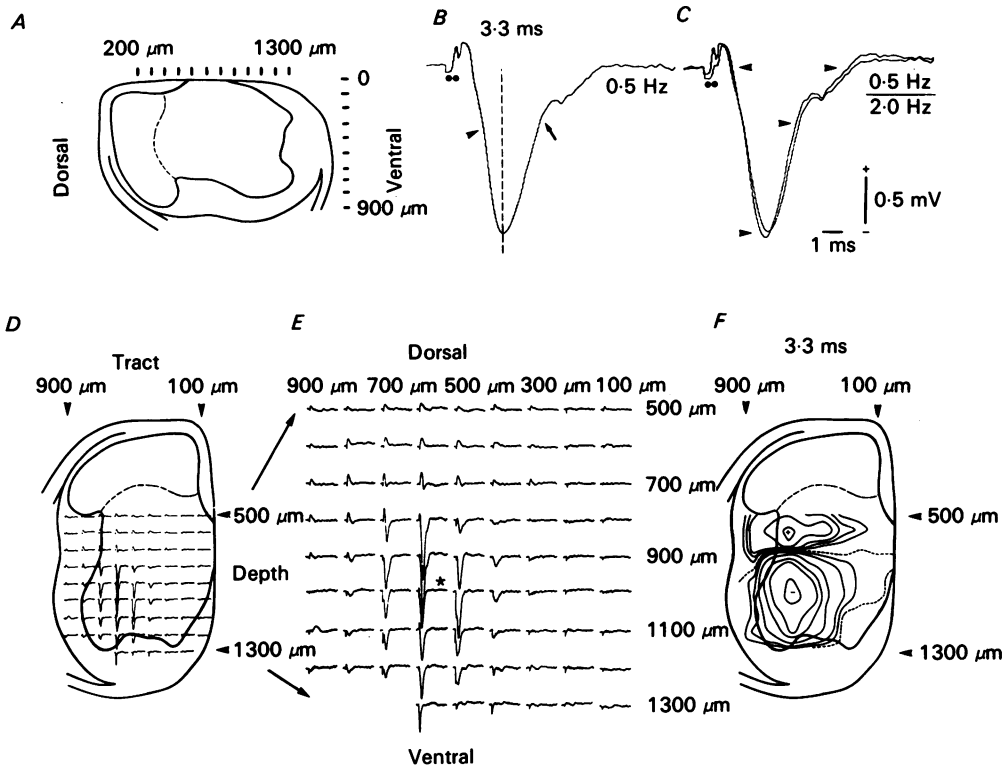 A
200 μm 1300 μm
0
Dorsal
Ventral
900 μm
B
3·3 ms
0·5 Hz
C
0·5 Hz
2·0 Hz
+
0·5 mV
−
1 ms
D
Tract
900 μm 100 μm
500 μm
Depth
1300 μm
E
Dorsal
900 μm 700 μm 500 μm 300 μm 100 μm
500 μm
700 μm
900 μm
*
1100 μm
1300 μm
Ventral
F
3·3 ms
900 μm 100 μm
500 μm
+
-
1300 μm